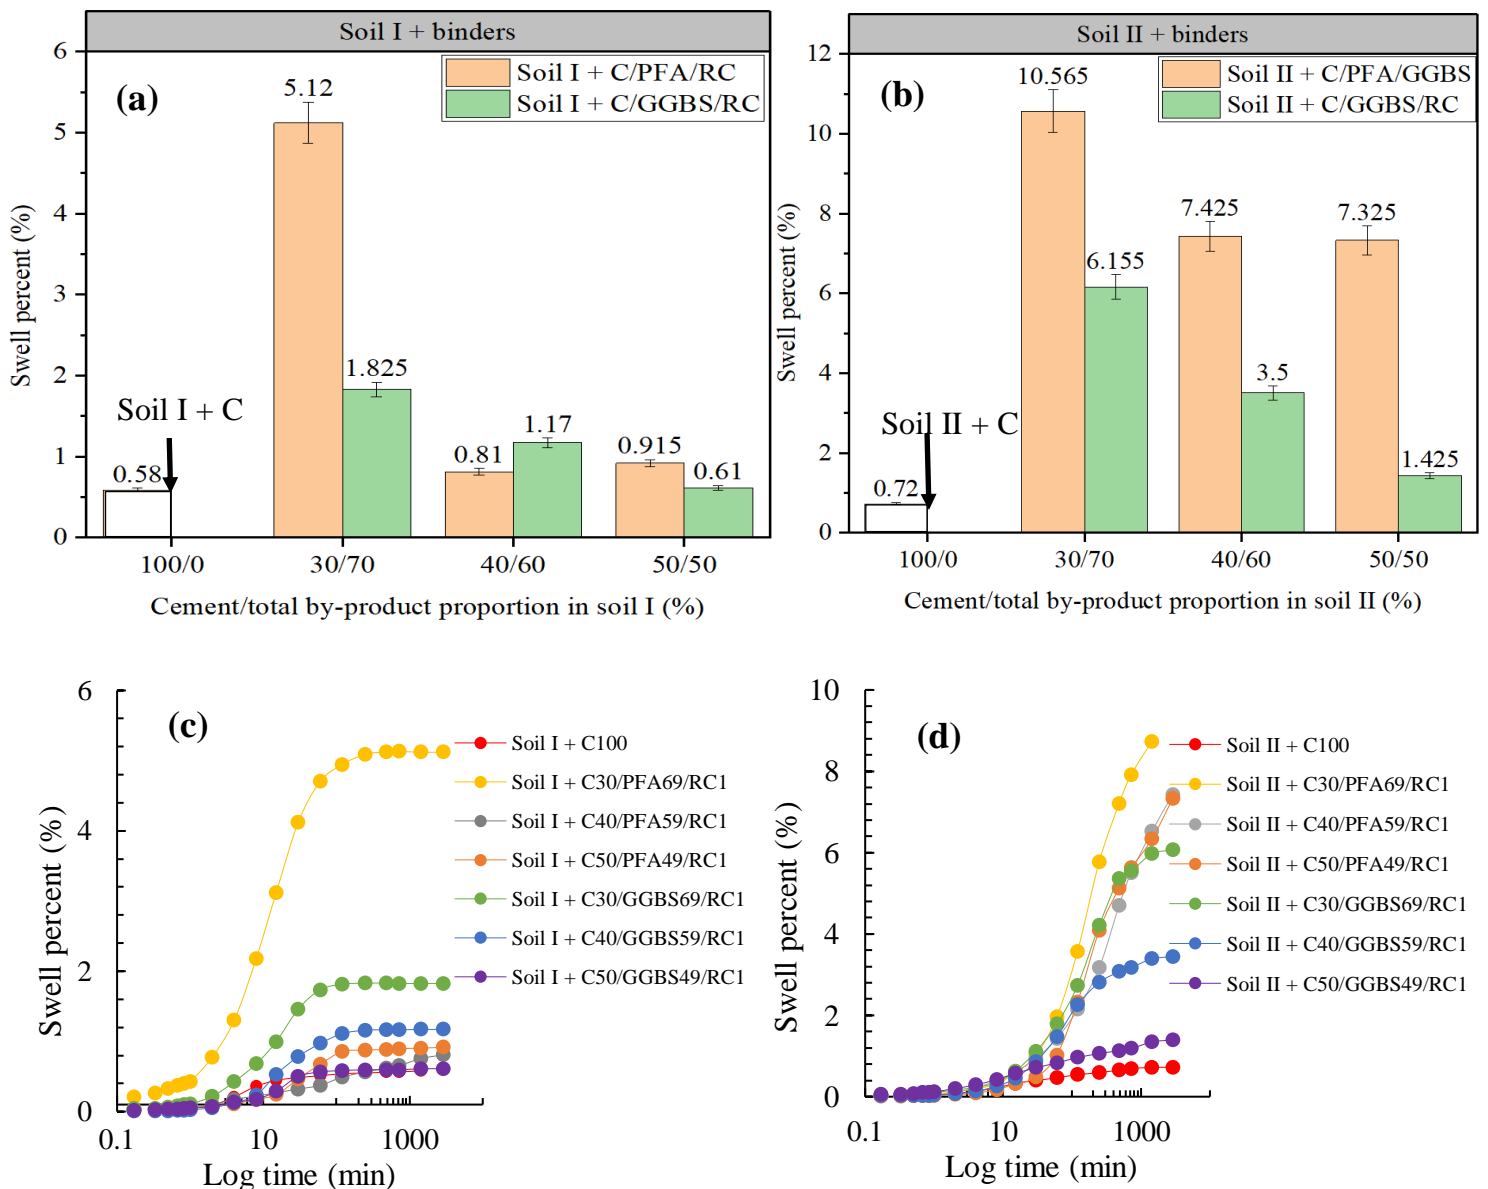 Soil I + binders
(a)
Soil I + C/PFA/RC
Soil I + C/GGBS/RC
Swell percent (%)
6
5
4
3
2
1
0
5.12
1.825
Soil I + C
0.58
0.81
1.17
0.915
0.61
100/0
30/70
40/60
50/50
Cement/total by-product proportion in soil I (%)
Soil II + binders
(b)
Soil II + C/PFA/GGBS
Soil II + C/GGBS/RC
Swell percent (%)
12
10
8
6
4
2
0
10.565
6.155
7.425
7.325
Soil II + C
0.72
3.5
1.425
100/0
30/70
40/60
50/50
Cement/total by-product proportion in soil II (%)
(c)
Swell percent (%)
6
4
2
0
Soil I + C100
Soil I + C30/PFA69/RC1
Soil I + C40/PFA59/RC1
Soil I + C50/PFA49/RC1
Soil I + C30/GGBS69/RC1
Soil I + C40/GGBS59/RC1
Soil I + C50/GGBS49/RC1
0.1
10
1000
Log time (min)
(d)
Swell percent (%)
10
8
6
4
2
0
Soil II + C100
Soil II + C30/PFA69/RC1
Soil II + C40/PFA59/RC1
Soil II + C50/PFA49/RC1
Soil II + C30/GGBS69/RC1
Soil II + C40/GGBS59/RC1
Soil II + C50/GGBS49/RC1
0.1
10
1000
Log time (min)